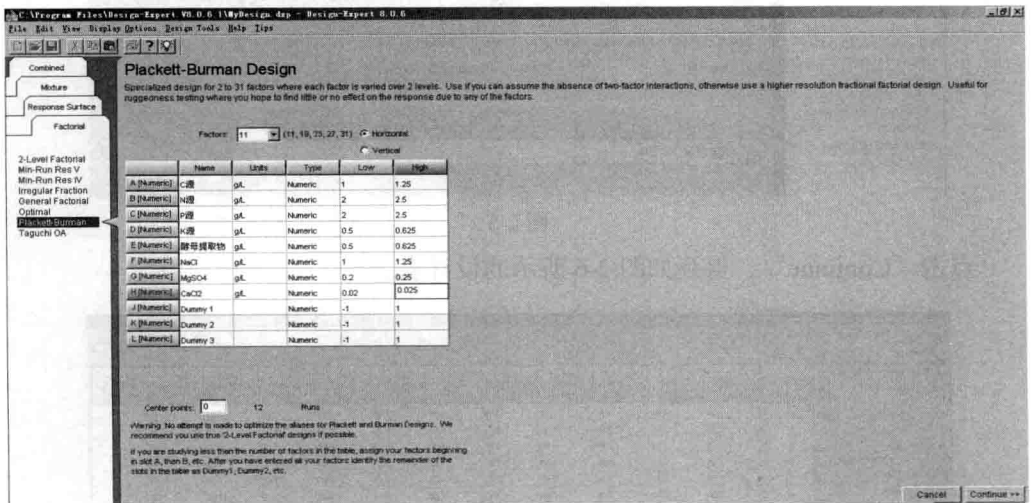 C:\Program Files\Design-Expert V8.0.6.1\MyDesign.dxp - Design-Expert 8.0.6
File Edit View Display Options Design Tools Help Tips
Combined
Mixture
Response Surface
Factorial
2-Level Factorial
Min-Run Res V
Min-Run Res IV
Irregular Fraction
General Factorial
Optimal
Plackett-Burman
Taguchi OA
Plackett-Burman Design
Specialized design for 2 to 31 factors where each factor is varied over 2 levels. Use if you can assume the absence of two-factor interactions, otherwise use a higher resolution fractional factorial design. Useful for
ruggedness testing where you hope to find little or no effect on the response due to any of the factors.
Factors: 11 (11, 19, 23, 27, 31) Horizontal
Vertical
Name Units Type Low High
A [Numeric] C源 g/L Numeric 1 1.25
B [Numeric] N源 g/L Numeric 2 2.5
C [Numeric] P源 g/L Numeric 2 2.5
D [Numeric] K源 g/L Numeric 0.5 0.625
E [Numeric] 酵母提取物 g/L Numeric 0.5 0.625
F [Numeric] NaCl g/L Numeric 1 1.25
G [Numeric] MgSO4 g/L Numeric 0.2 0.25
H [Numeric] CaCl2 g/L Numeric 0.02 0.025
J [Numeric] Dummy 1 Numeric -1 1
K [Numeric] Dummy 2 Numeric -1 1
L [Numeric] Dummy 3 Numeric -1 1
Center points: 0 12 Runs
Warning: No attempt is made to optimize the aliases for Plackett and Burman Designs. We
recommend you use true '2-Level Factorial' designs if possible.
If you are studying less than the number of factors in the table, assign your factors beginning
in slot A, then B, etc. After you have entered all your factors identify the remainder of the
slots in the table as Dummy1, Dummy2, etc.
Cancel Continue >>